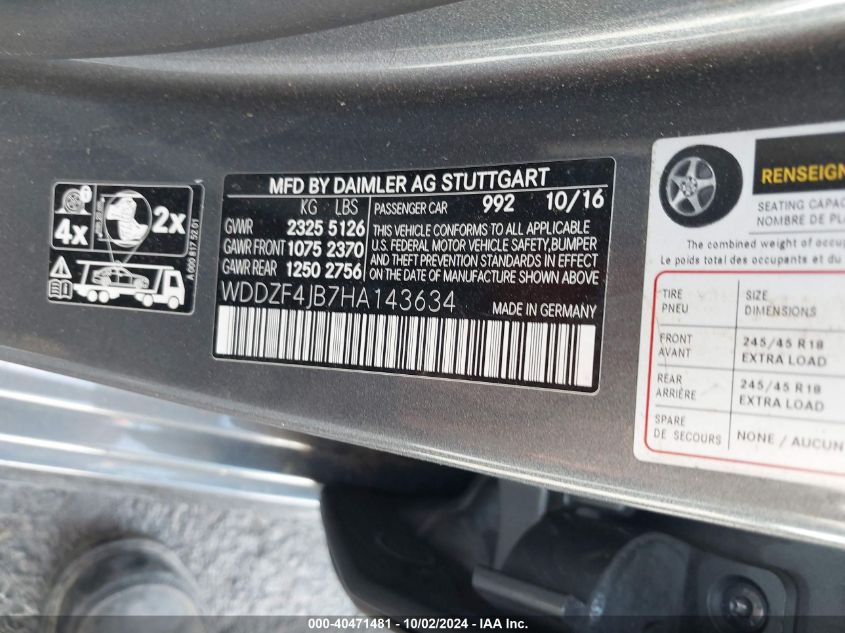 4x
2x
A 000 817 52 01
MFD BY DAIMLER AG STUTTGART
KG LBS
GVWR 2325 5126
GAWR FRONT 1075 2370
GAWR REAR 1250 2756
PASSENGER CAR 992 10/16
THIS VEHICLE CONFORMS TO ALL APPLICABLE
U.S. FEDERAL MOTOR VEHICLE SAFETY,BUMPER
AND THEFT PREVENTION STANDARDS IN EFFECT
ON THE DATE OF MANUFACTURE SHOWN ABOVE
WDDZF4JB7HA143634 MADE IN GERMANY
RENSEIGN
SEATING CAPAC
NOMBRE DE PL
The combined weight of occup
Le poids total des occupants et du
TIRE SIZE
PNEU DIMENSIONS
FRONT 245/45 R18
AVANT EXTRA LOAD
REAR 245/45 R18
ARRIÈRE EXTRA LOAD
SPARE
DE SECOURS NONE / AUCUN
000-40471481 - 10/02/2024 - IAA Inc.